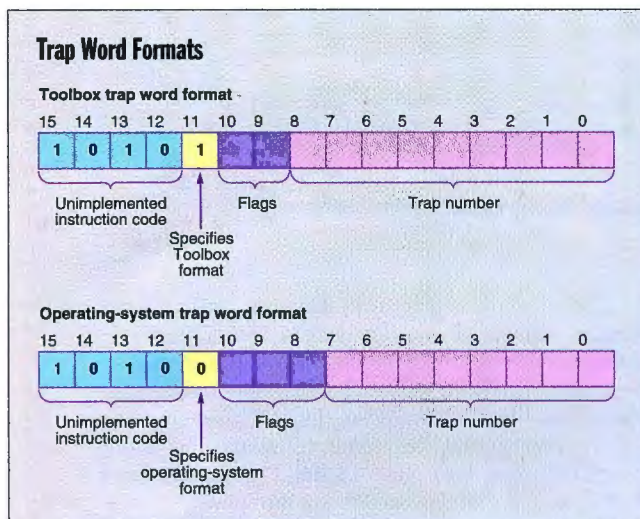 Trap Word Formats
Toolbox trap word format
15 14 13 12 11 10 9 8 7 6 5 4 3 2 1 0
1 0 1 0 1
Unimplemented instruction code
Flags
Trap number
Specifies
Toolbox
format
Operating-system trap word format
15 14 13 12 11 10 9 8 7 6 5 4 3 2 1 0
1 0 1 0 0
Unimplemented instruction code
Flags
Trap number
Specifies
operating-system
format